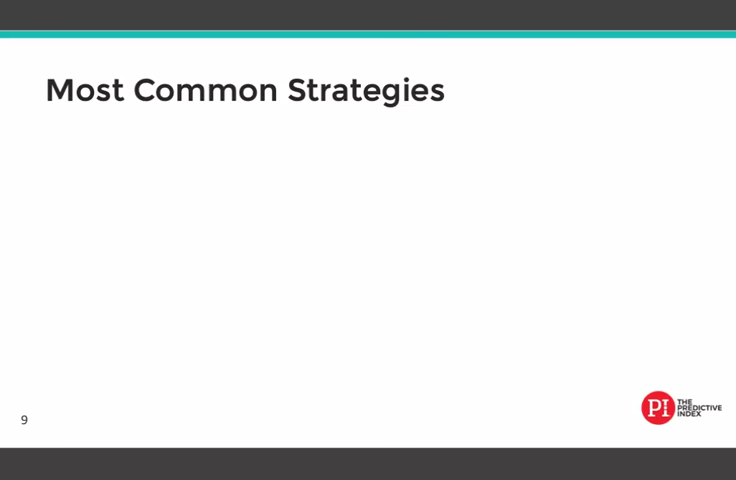 Most Common Strategies
9
PI
THE
PREDICTIVE
INDEX